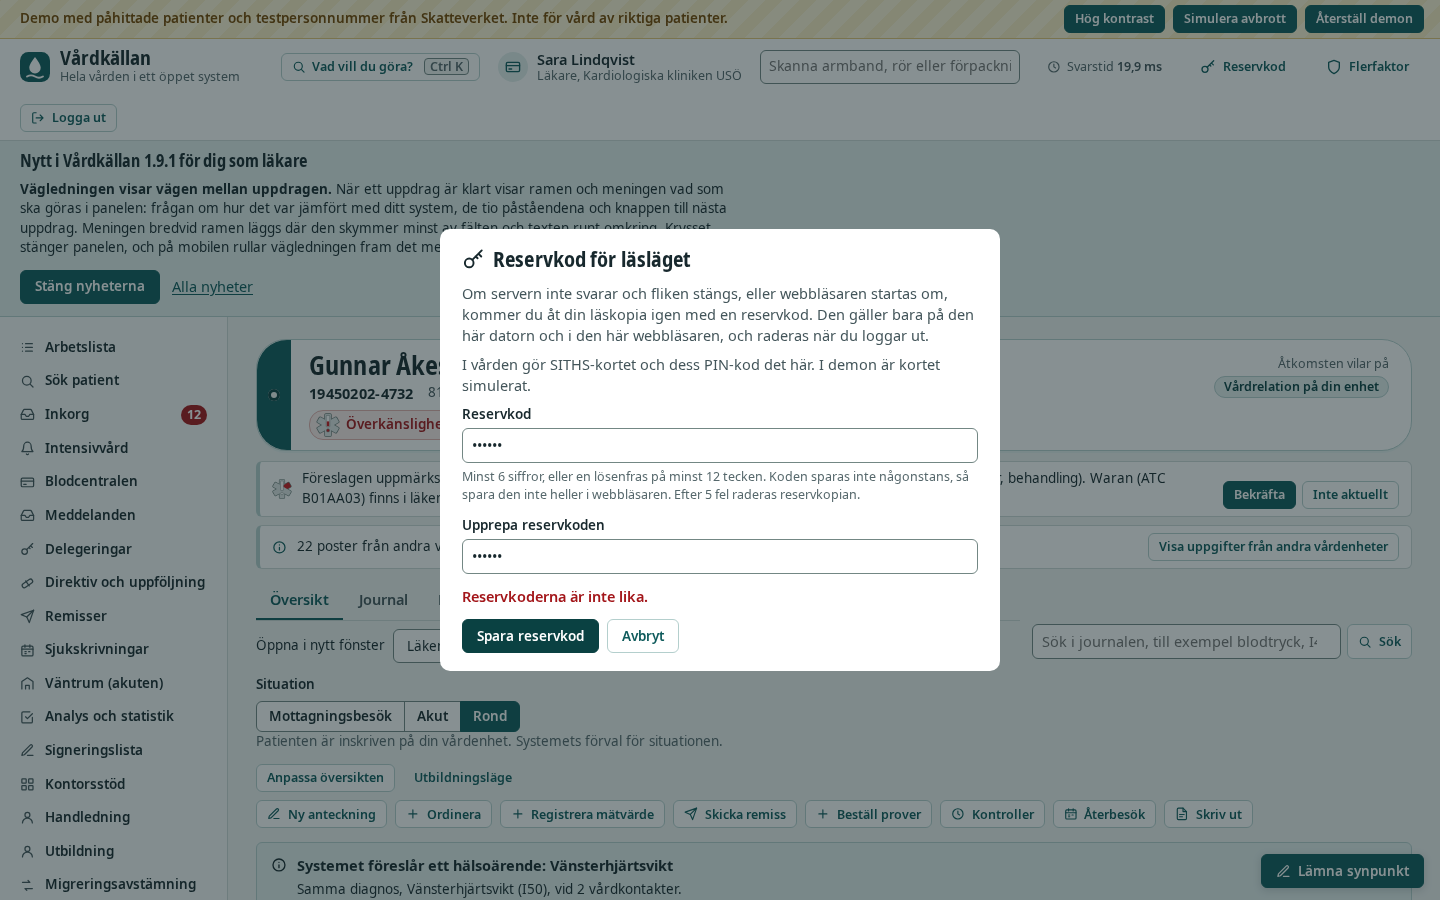 Demo med påhittade patienter och testpersonnummer från Skatteverket. Inte för vård av riktiga patienter.
Hög kontrast
Simulera avbrott
Återställ demon
Vårdkällan
Hela vården i ett öppet system
Vad vill du göra? Ctrl K
Sara Lindqvist
Läkare, Kardiologiska kliniken USÖ
Skanna armband, rör eller förpackni
Svarstid 19,9 ms
Reservkod
Flerfaktor
Logga ut
Nytt i Vårdkällan 1.9.1 för dig som läkare
Vägledningen visar vägen mellan uppdragen. När ett uppdrag är klart visar ramen och meningen vad som
ska göras i panelen: frågan om hur det var jämfört med ditt system, de tio påståendena och knappen till nästa
uppdrag. Meningen bredvid ramen läggs där den skymmer minst av fälten och texten runt omkring. Krysset
stänger panelen, och på mobilen rullar vägledningen fram det
Stäng nyheterna
Alla nyheter
Arbetslista
Sök patient
Inkorg 12
Intensivvård
Blodcentralen
Meddelanden
Delegeringar
Direktiv och uppföljning
Remisser
Sjukskrivningar
Väntrum (akuten)
Analys och statistik
Signeringslista
Kontorsstöd
Handledning
Utbildning
Migreringsavstämning
Gunnar
19450202-4732
Åtkomsten vilar på
Vårdrelation på din enhet
Föreslagen
behandling). Waran (ATC
B01AA03) finns i
Bekräfta
Inte aktuellt
22 poster från andra
Visa uppgifter från andra vårdenheter
Översikt
Journal
Öppna i nytt fönster
Sök i journalen, till exempel blodtryck,
Sök
Situation
Mottagningsbesök
Akut
Rond
Patienten är inskriven på din vårdenhet. Systemets förval för situationen.
Anpassa översikten
Utbildningsläge
Ny anteckning
Ordinera
Registrera mätvärde
Skicka remiss
Beställ prover
Kontroller
Återbesök
Skriv ut
Systemet föreslår ett hälsoärende: Vänsterhjärtsvikt
Samma diagnos, Vänsterhjärtsvikt (I50), vid 2 vårdkontakter.
Lämna synpunkt
Reservkod för läsläget
Om servern inte svarar och fliken stängs, eller webbläsaren startas om,
kommer du åt din läskopia igen med en reservkod. Den gäller bara på den
här datorn och i den här webbläsaren, och raderas när du loggar ut.
I vården gör SITHS-kortet och dess PIN-kod det här. I demon är kortet
simulerat.
Reservkod
••••••
Minst 6 siffror, eller en lösenfras på minst 12 tecken. Koden sparas inte någonstans, så
spara den inte heller i webbläsaren. Efter 5 fel raderas reservkopian.
Upprepa reservkoden
••••••
Reservkoderna är inte lika.
Spara reservkod
Avbryt